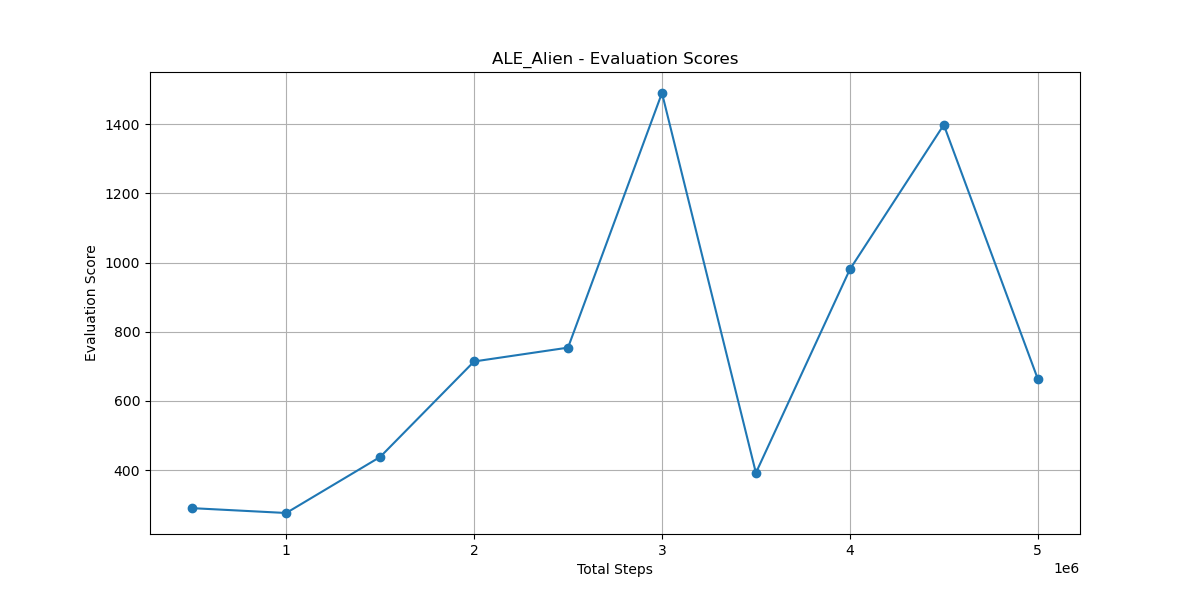 ALE_Alien - Evaluation Scores
1400
1200
1000
800
600
400
Evaluation Score
1 2 3 4 5
1e6
Total Steps